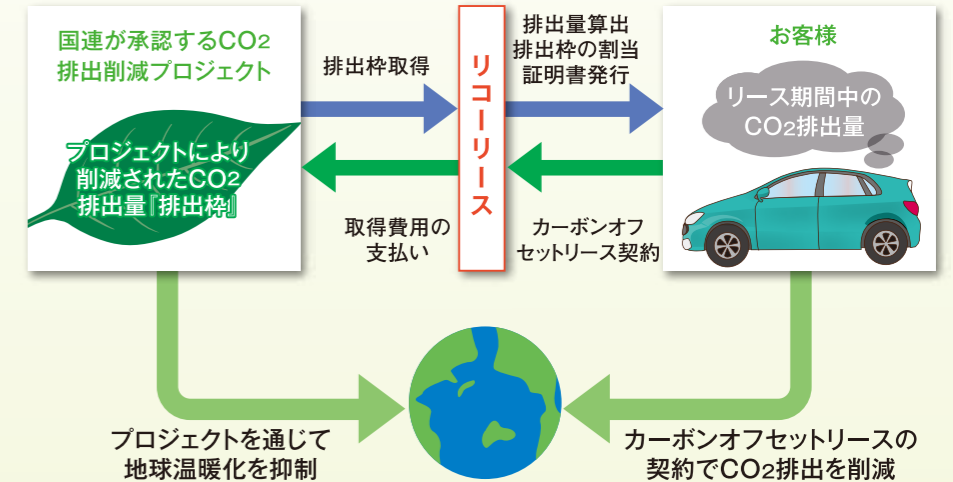 国連が承認するCO2
排出削減プロジェクト
プロジェクトにより
削減されたCO2
排出量『排出枠』
排出枠取得
取得費用の
支払い
リコーリース
排出量算出
排出枠の割当
証明書発行
カーボンオフ
セットリース契約
お客様
リース期間中の
CO2排出量
プロジェクトを通じて
地球温暖化を抑制
カーボンオフセットリースの
契約でCO2排出を削減